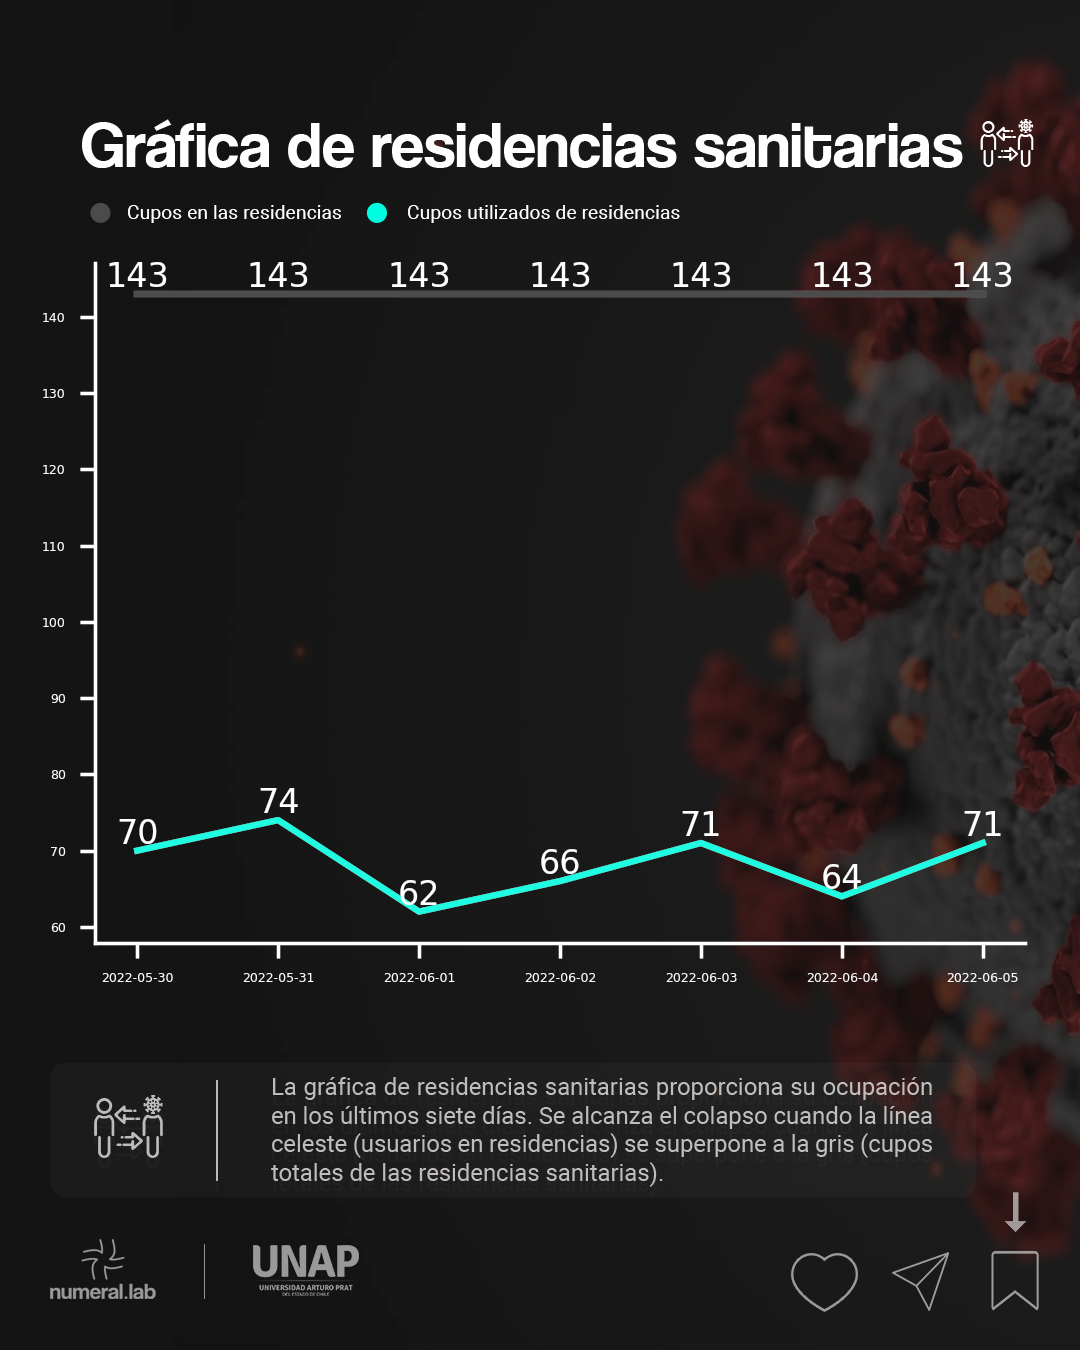 Gráfica de residencias sanitarias
Cupos en las residencias Cupos utilizados de residencias
143 143 143 143 143 143 143
140
130
120
110
100
90
80
70
60
70 74 62 66 71 64 71
2022-05-30 2022-05-31 2022-06-01 2022-06-02 2022-06-03 2022-06-04 2022-06-05
La gráfica de residencias sanitarias proporciona su ocupación
en los últimos siete días. Se alcanza el colapso cuando la línea
celeste (usuarios en residencias) se superpone a la gris (cupos
totales de las residencias sanitarias).
numeral.lab
UNAP
UNIVERSIDAD ARTURO PRAT
DEL ESTADO DE CHILE